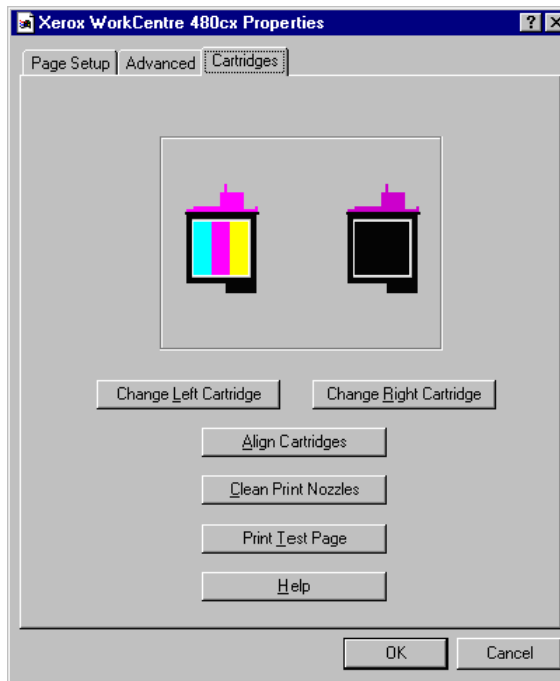 Xerox WorkCentre 480cx Properties
Page Setup Advanced Cartridges
Change Left Cartridge Change Right Cartridge
Align Cartridges
Clean Print Nozzles
Print Test Page
Help
OK Cancel